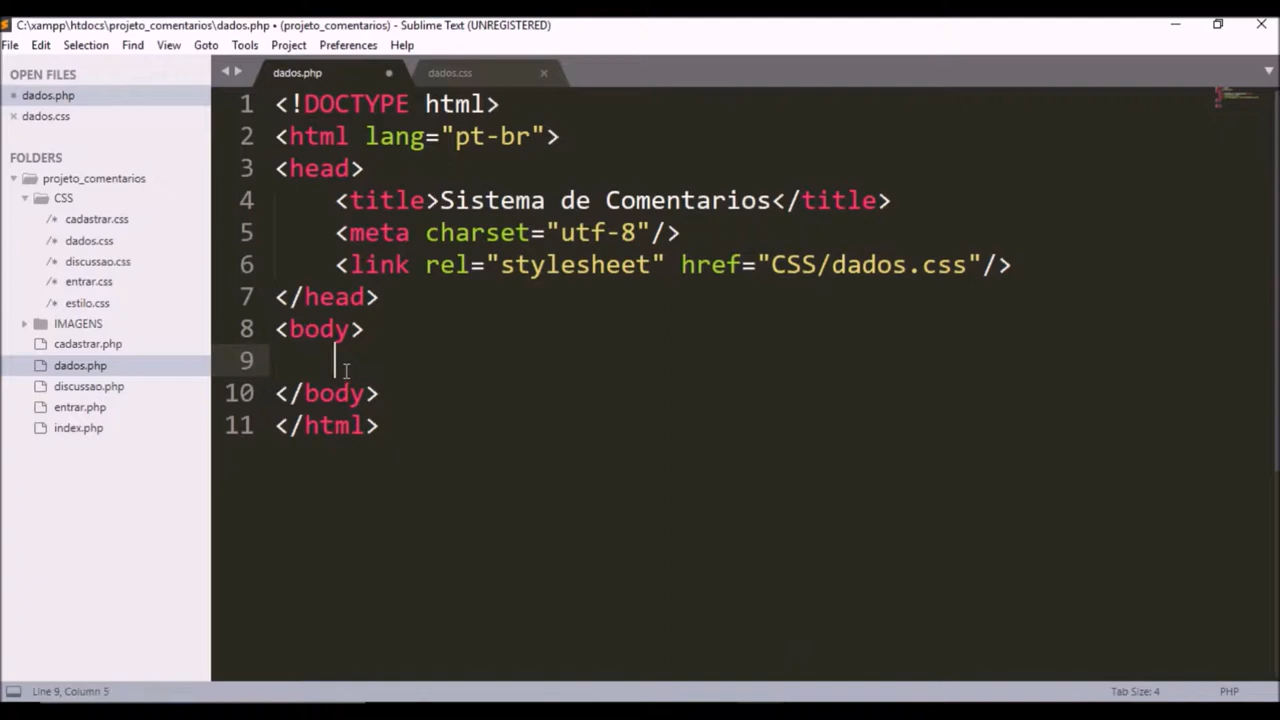 C:\xampp\htdocs\projeto_comentarios\dados.php • (projeto_comentarios) - Sublime Text (UNREGISTERED)
File Edit Selection Find View Goto Tools Project Preferences Help
OPEN FILES
dados.php
dados.css
FOLDERS
projeto_comentarios
CSS
/* cadastrar.css
/* dados.css
/* discussao.css
/* entrar.css
/* estilo.css
IMAGENS
cadastrar.php
dados.php
discussao.php
entrar.php
index.php
dados.php dados.css
1 <!DOCTYPE html>
2 <html lang="pt-br">
3 <head>
4 <title>Sistema de Comentarios</title>
5 <meta charset="utf-8"/>
6 <link rel="stylesheet" href="CSS/dados.css"/>
7 </head>
8 <body>
9
10 </body>
11 </html>
Line 9, Column 5 Tab Size: 4 PHP